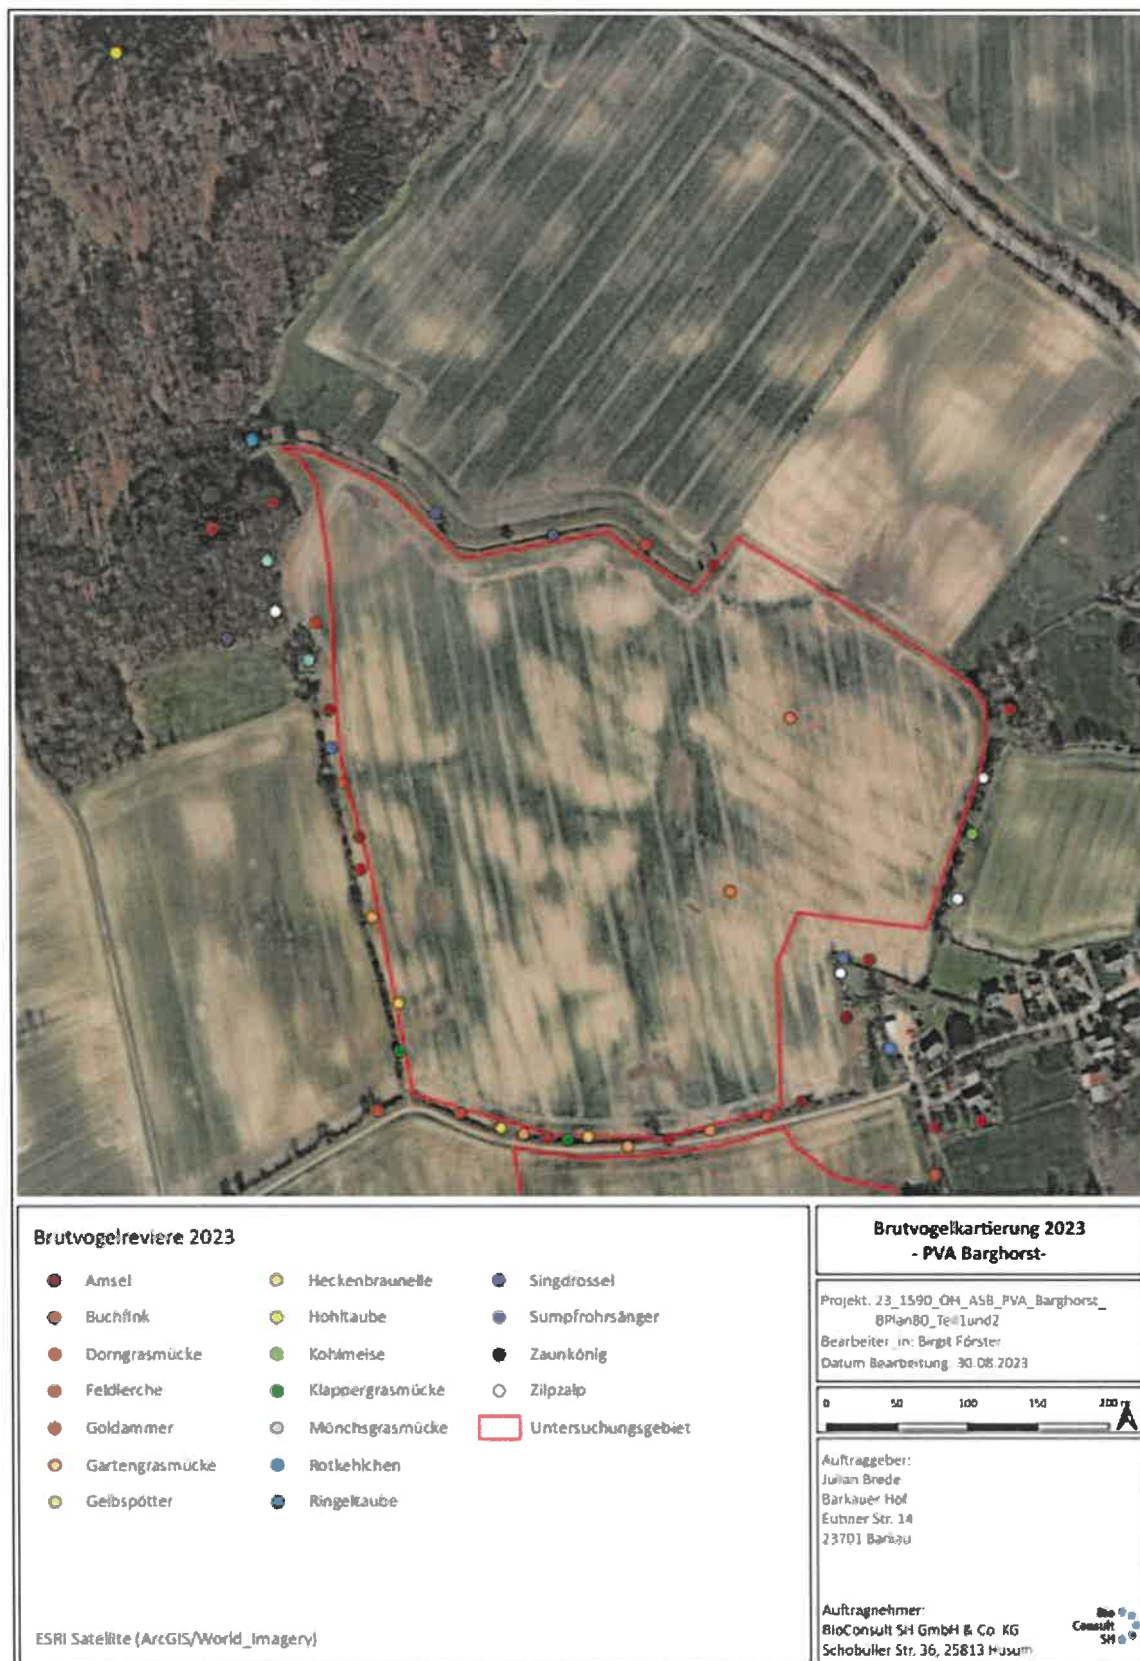 Brutvogelreviere 2023
Amsel
Buchfink
Dorngrasmücke
Feldlerche
Goldammer
Gartengrasmücke
Gelbspötter
Heckenbraunelle
Hohltaube
Kohlmeise
Klappergrasmücke
Mönchsgrasmücke
Rotkehlchen
Ringeltaube
Singdrossel
Sumpfrohrsänger
Zaunkönig
Zilpzalp
Untersuchungsgebiet
ESRI Satellite (ArcGIS/World_Imagery)
Brutvogelkartierung 2023
- PVA Barghorst-
Projekt: 23_1590_OH_ASB_PVA_Barghorst_
BPlan80_Teil1und2
Bearbeiter_in: Birgit Förster
Datum Bearbeitung: 30.08.2023
0 50 100 150 200 m
Auftraggeber:
Julian Brede
Barkauer Hof
Eutiner Str. 14
23701 Barkau
Auftragnehmer:
BioConsult SH GmbH & Co. KG
Schobüller Str. 36, 25813 Husum
Bio
Consult
SH